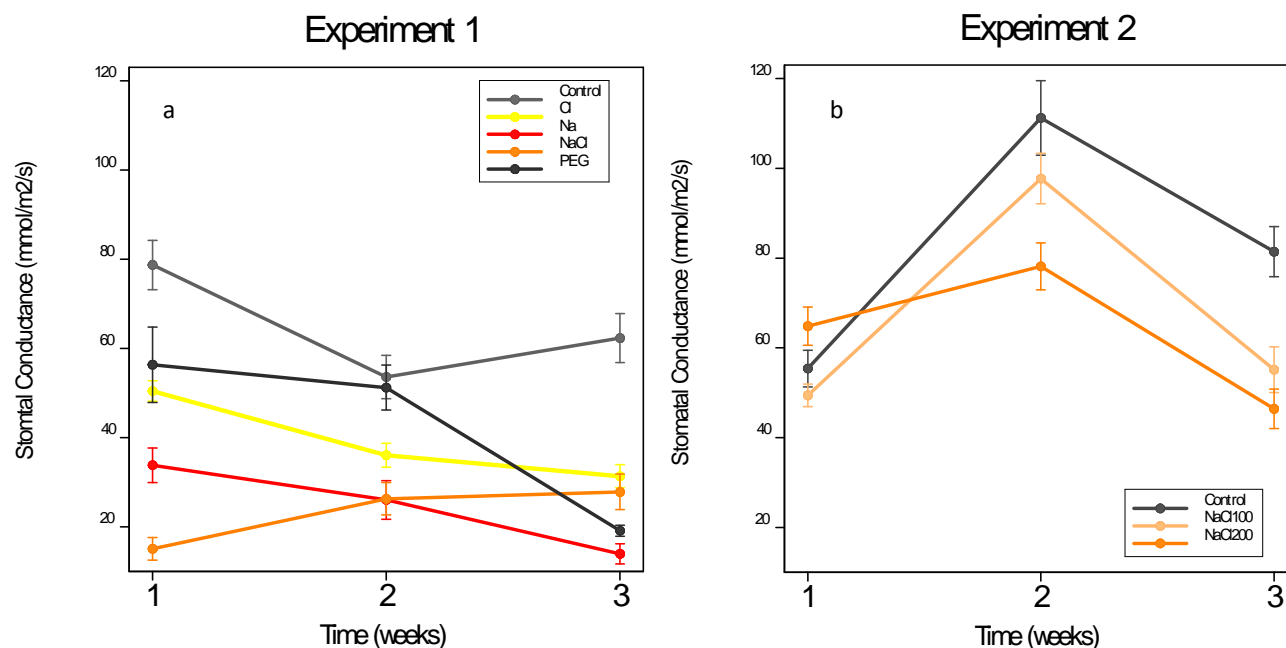 Experiment 1
a
Control
Cl
Na
NaCl
PEG
120
100
80
60
40
20
Stomtal Conductance (mmol/m2/s)
1 2 3
Time (weeks)
Experiment 2
b
120
100
80
60
40
20
Stomatal Conductance (mmol/m2/s)
Control
NaCl100
NaCl200
1 2 3
Time (weeks)